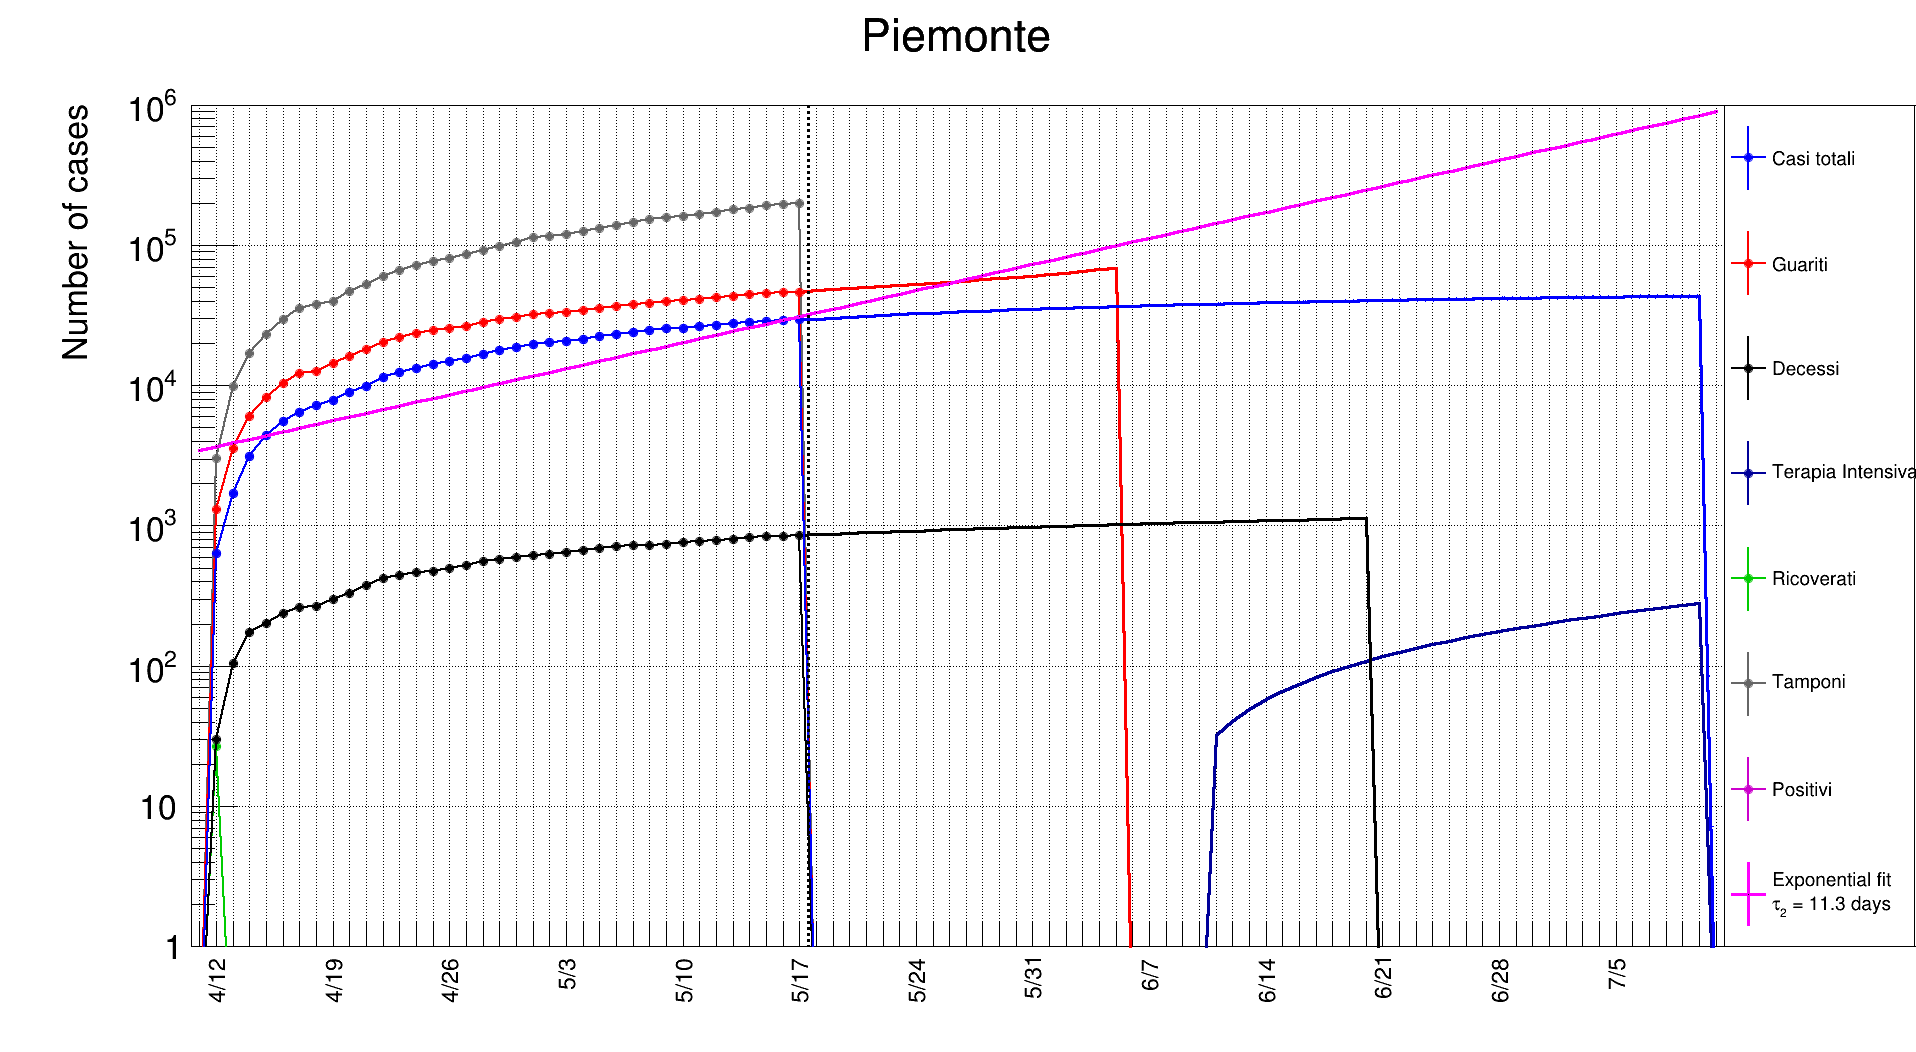 Piemonte
Number of cases
10^6
10^5
10^4
10^3
10^2
10
1
4/12
4/19
4/26
5/3
5/10
5/17
5/24
5/31
6/7
6/14
6/21
6/28
7/5
Casi totali
Guariti
Decessi
Terapia Intensiva
Ricoverati
Tamponi
Positivi
Exponential fit
τ_2 = 11.3 days